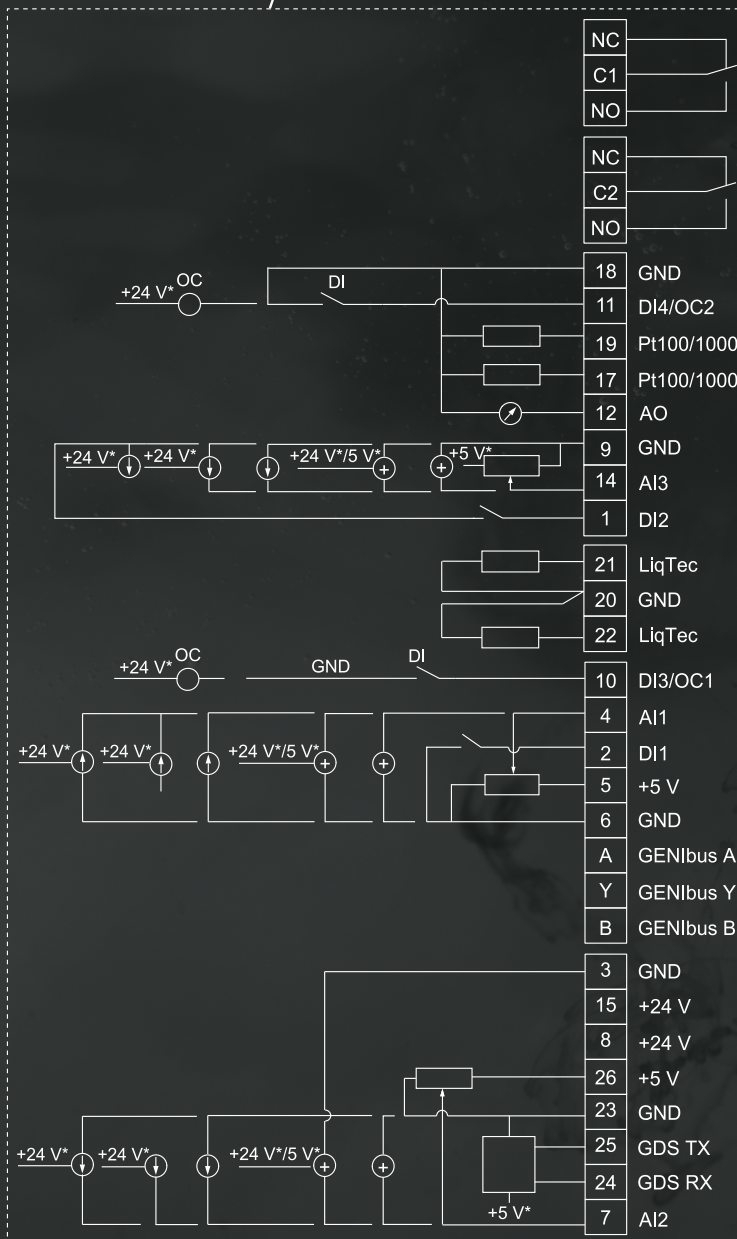 NC
C1
NO
NC
C2
NO
18 GND
+24 V* OC DI
11 DI4/OC2
19 Pt100/1000
17 Pt100/1000
12 AO
9 GND
+24 V* +24 V* +24 V*/5 V* +5 V*
14 AI3
1 DI2
21 LiqTec
20 GND
22 LiqTec
+24 V* OC GND DI
10 DI3/OC1
4 AI1
+24 V* +24 V* +24 V*/5 V*
2 DI1
5 +5 V
6 GND
A GENIbus A
Y GENIbus Y
B GENIbus B
3 GND
15 +24 V
8 +24 V
26 +5 V
23 GND
25 GDS TX
+24 V* +24 V* +24 V*/5 V*
24 GDS RX
+5 V*
7 AI2